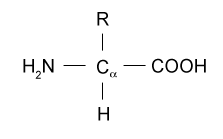 R
H₂N — Cα — COOH
H